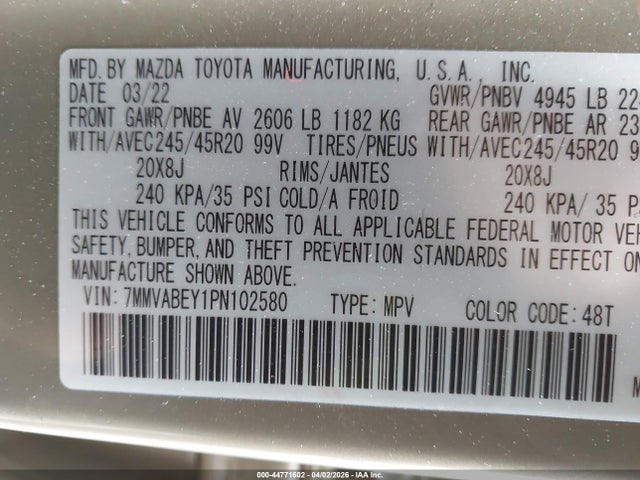 MFD. BY MAZDA TOYOTA MANUFACTURING, U.S.A. INC.
DATE 03/22 GVWR/PNBV 4945 LB 22
FRONT GAWR/PNBE AV 2606 LB 1182 KG REAR GAWR/PNBE AR 23
WITH/AVEC245/45R20 99V TIRES/PNEUS WITH/AVEC245/45R20 9
20X8J RIMS/JANTES 20X8J
240 KPA/35 PSI COLD/A FROID 240 KPA/ 35 P
THIS VEHICLE CONFORMS TO ALL APPLICABLE FEDERAL MOTOR VEH
SAFETY, BUMPER, AND THEFT PREVENTION STANDARDS IN EFFECT ON
MANUFACTURE SHOWN ABOVE.
VIN: 7MMVABEY1PN102580 TYPE: MPV COLOR CODE: 48T
M
000-44771602 - 04/02/2026 - IAA Inc.